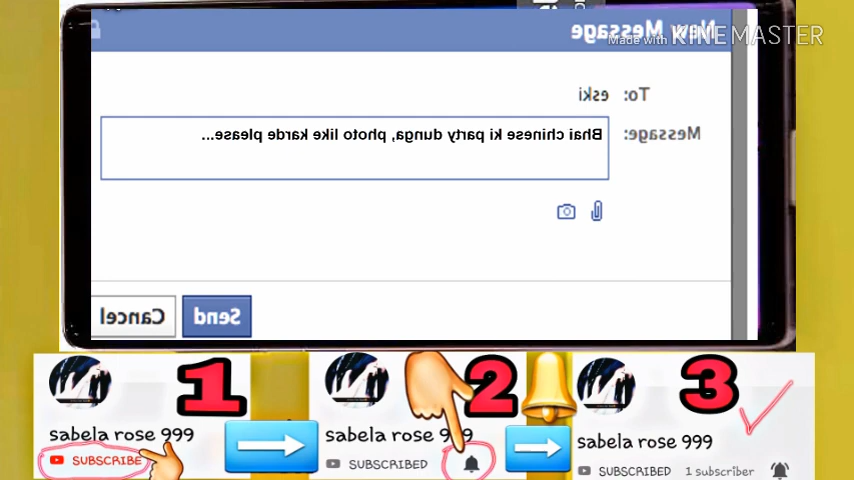 New Message
Made with KINEMASTER
To: eski
Message: Bhai chinese ki party dunga, photo like karde please...
Send Cancel
1 2 3
sabela rose 999
SUBSCRIBE
sabela rose 999
SUBSCRIBED
sabela rose 999
SUBSCRIBED 1 subscriber